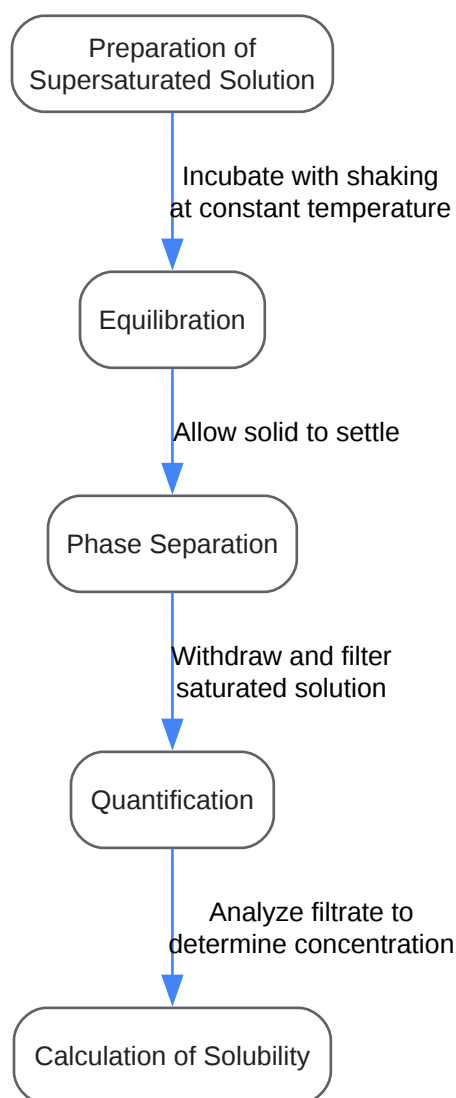 Preparation of
Supersaturated Solution
Incubate with shaking
at constant temperature
Equilibration
Allow solid to settle
Phase Separation
Withdraw and filter
saturated solution
Quantification
Analyze filtrate to
determine concentration
Calculation of Solubility